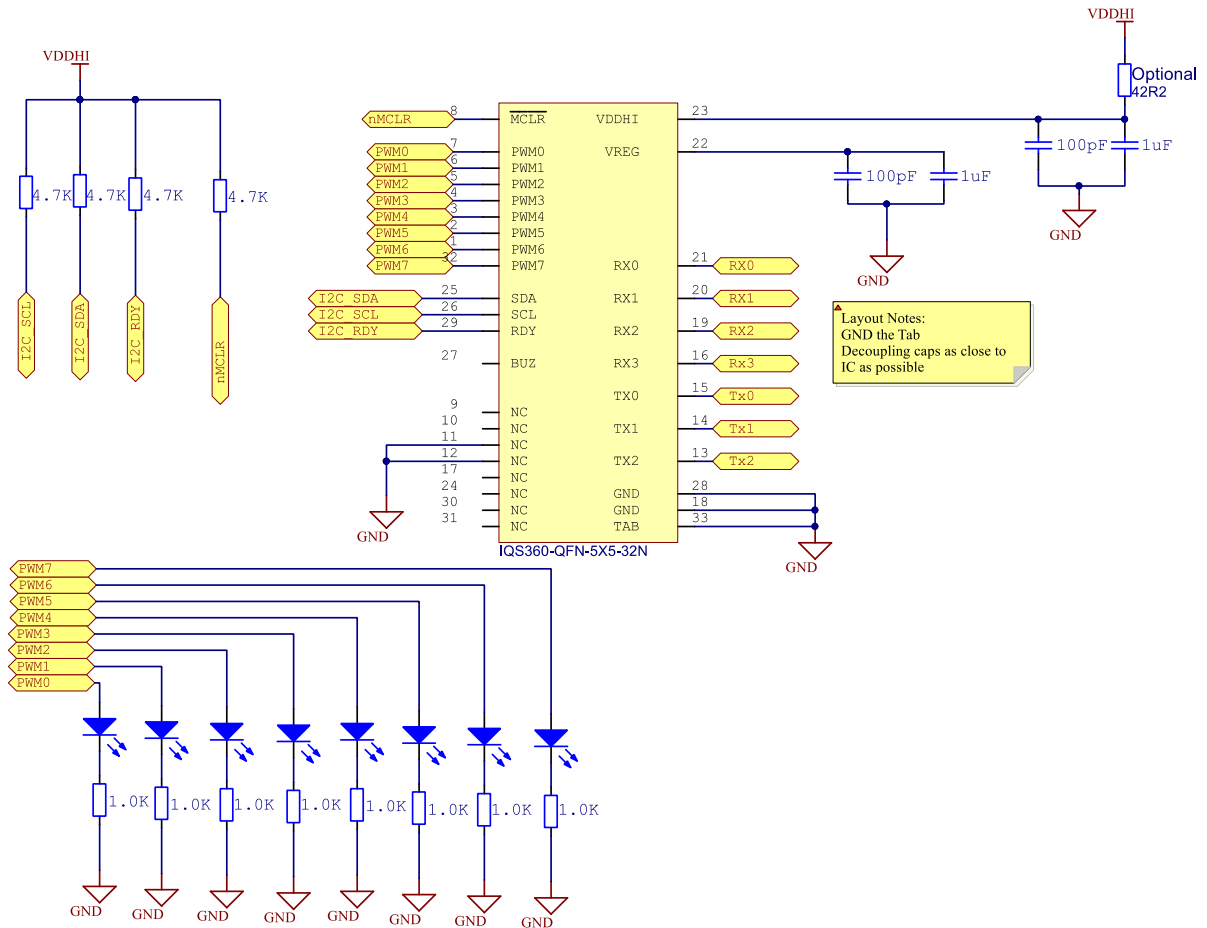 VDDHI
4.7K
4.7K
4.7K
4.7K
I2C_SCL
I2C_SDA
I2C_RDY
nMCLR
nMCLR
PWM0
PWM1
PWM2
PWM3
PWM4
PWM5
PWM6
PWM7
I2C_SDA
I2C_SCL
I2C_RDY
8
7
6
5
4
3
2
1
32
25
26
29
27
9
10
11
12
17
24
30
31
GND
MCLR
PWM0
PWM1
PWM2
PWM3
PWM4
PWM5
PWM6
PWM7
SDA
SCL
RDY
BUZ
NC
NC
NC
NC
NC
NC
NC
NC
VDDHI
VREG
RX0
RX1
RX2
RX3
TX0
TX1
TX2
GND
GND
TAB
IQS360-QFN-5X5-32N
23
22
21
20
19
16
15
14
13
28
18
33
RX0
RX1
RX2
Rx3
Tx0
Tx1
Tx2
GND
VDDHI
Optional
42R2
100pF
1uF
GND
100pF
1uF
GND
Layout Notes:
GND the Tab
Decoupling caps as close to
IC as possible
PWM7
PWM6
PWM5
PWM4
PWM3
PWM2
PWM1
PWM0
1.0K
1.0K
1.0K
1.0K
1.0K
1.0K
1.0K
1.0K
GND
GND
GND
GND
GND
GND
GND
GND